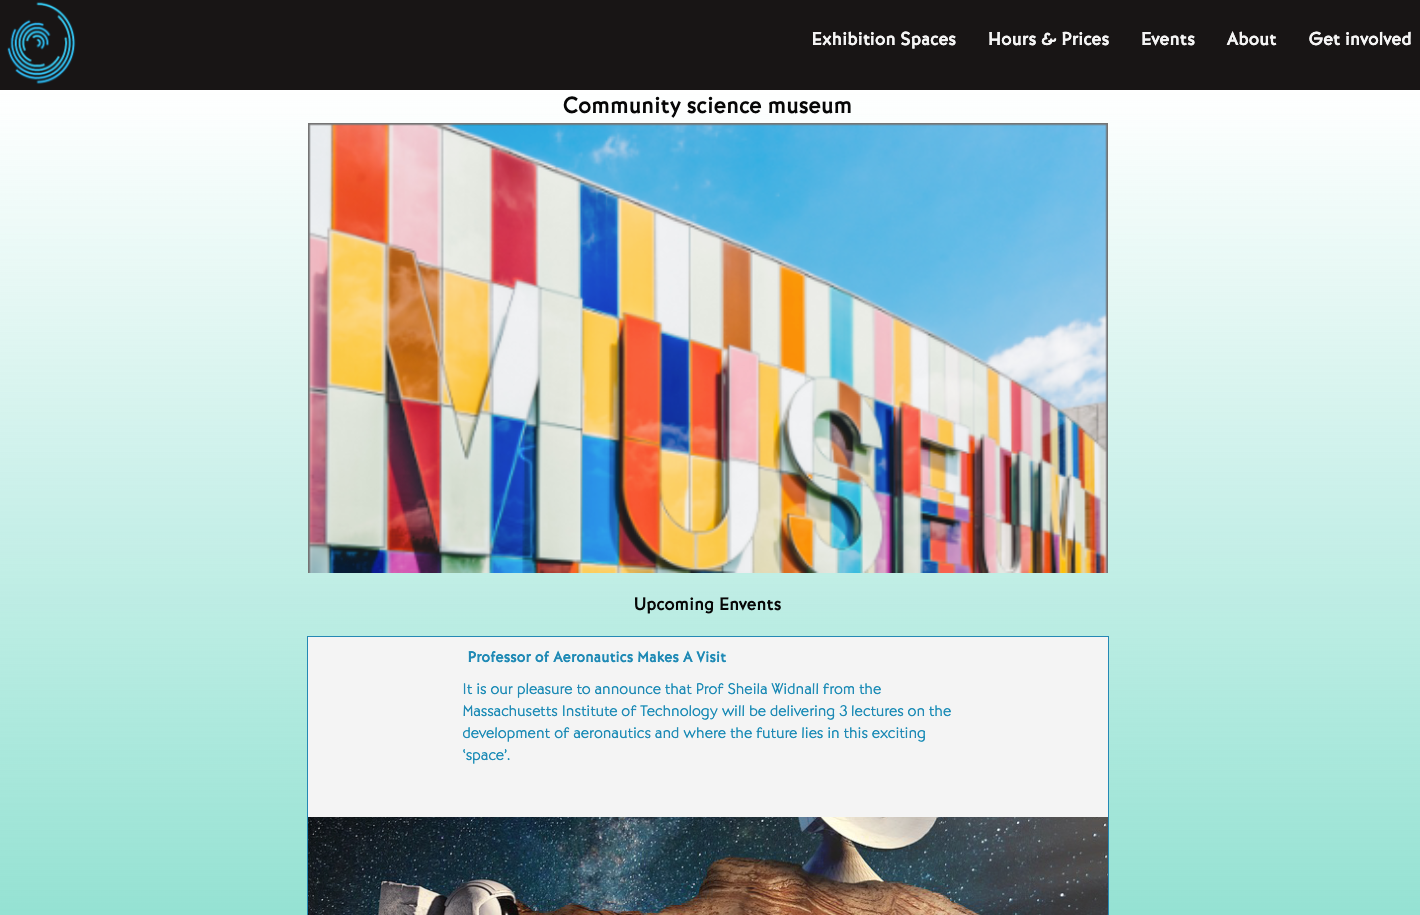 Exhibition Spaces Hours & Prices Events About Get involved
Community science museum
MUSEUM
Upcoming Envents
Professor of Aeronautics Makes A Visit
It is our pleasure to announce that Prof Sheila Widnall from the
Massachusetts Institute of Technology will be delivering 3 lectures on the
development of aeronautics and where the future lies in this exciting
‘space’.